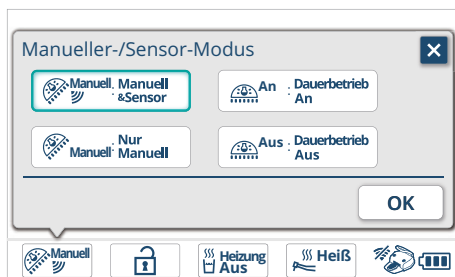 Manueller-/Sensor-Modus
Manuell : Manuell
&Sensor
An : Dauerbetrieb
An
Manuell : Nur
Manuell
Aus : Dauerbetrieb
Aus
OK
Manuell
Heizung
Aus
Heiß